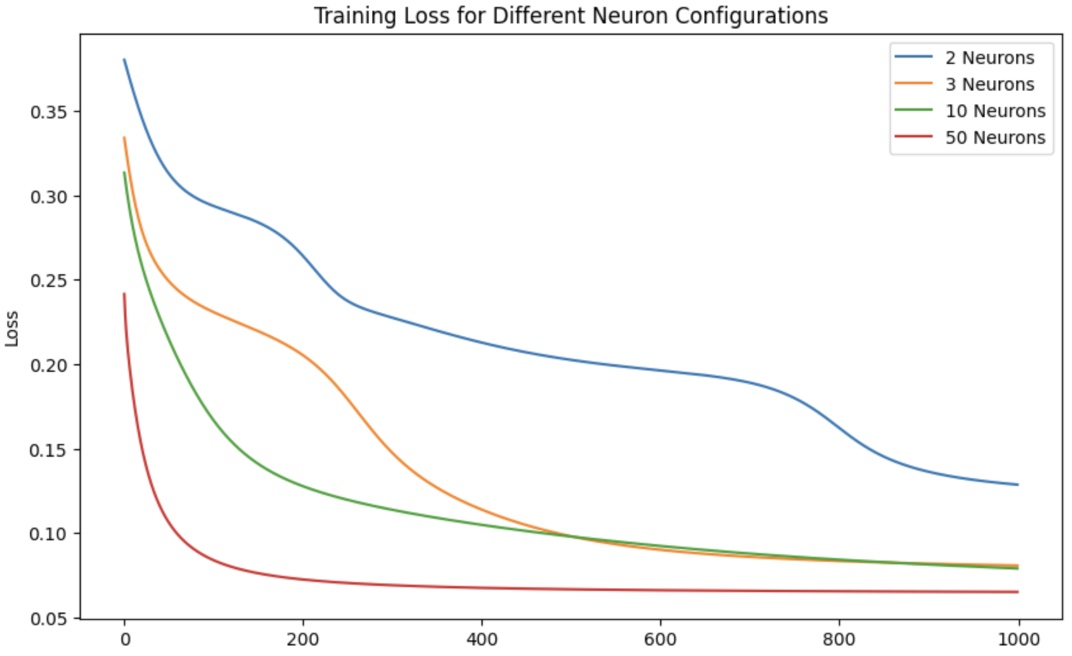 Training Loss for Different Neuron Configurations
2 Neurons
3 Neurons
10 Neurons
50 Neurons
0.35
0.30
0.25
0.20
0.15
0.10
0.05
Loss
0 200 400 600 800 1000